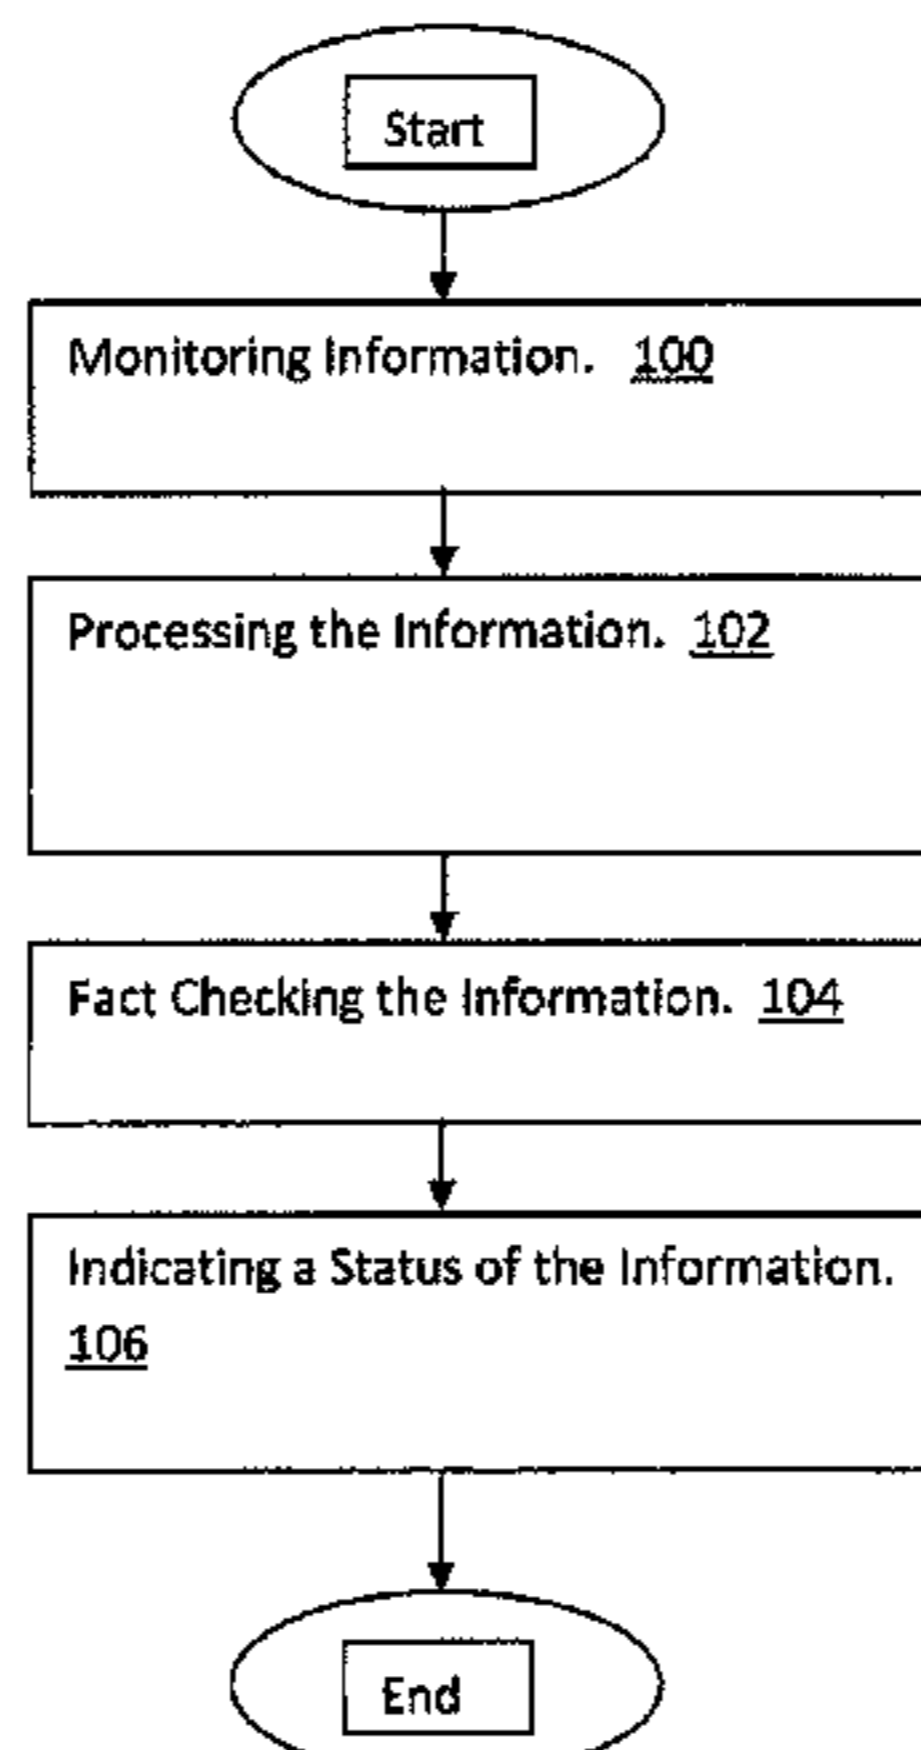 Start
Monitoring Information. 100
Processing the Information. 102
Fact Checking the Information. 104
Indicating a Status of the Information.
106
End